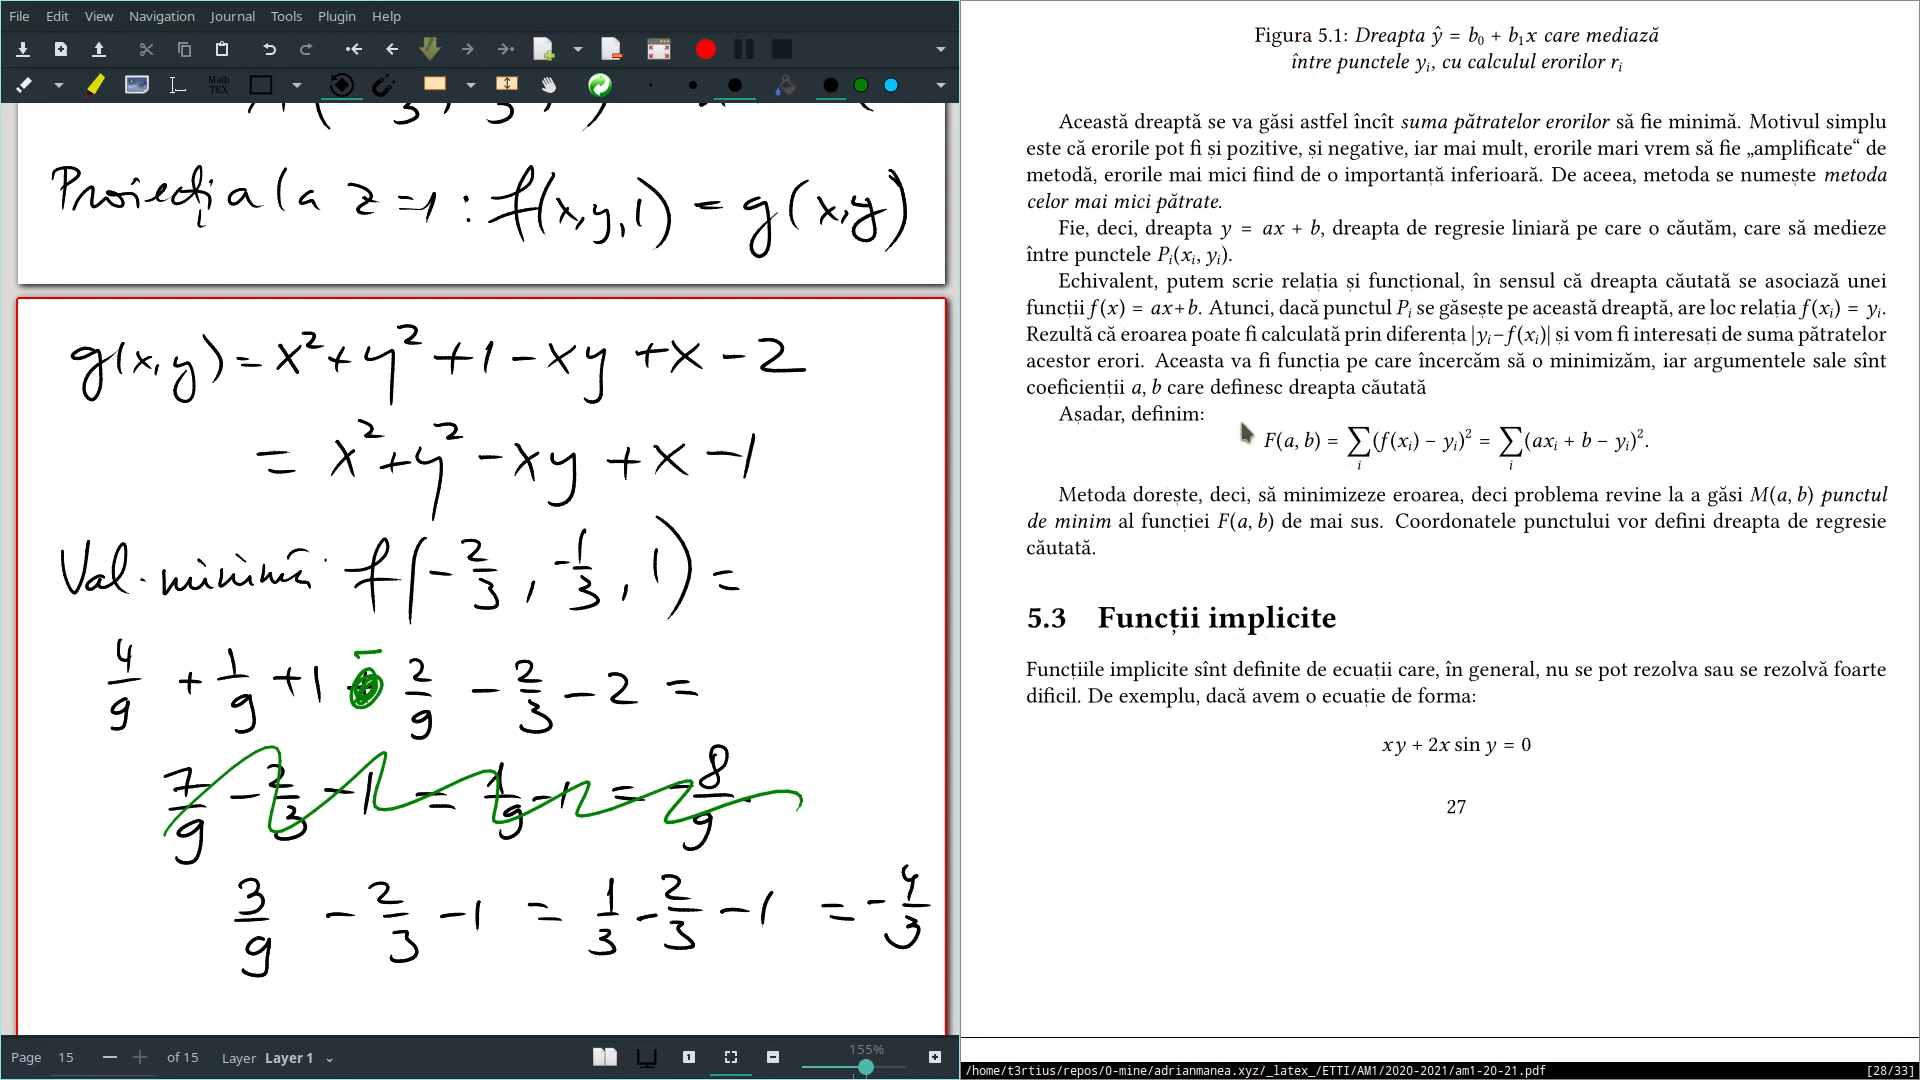 File Edit View Navigation Journal Tools Plugin Help
Math
TEX
Proiecția la z = 1 : f(x,y,1) = g(x,y)
g(x,y) = x² + y² + 1 - xy + x - 2
= x² + y² - xy + x - 1
Val. minimă f(-2/3, -1/3, 1) =
4/9 + 1/9 + 1 - 2/9 - 2/3 - 2 =
7/9 - 2/3 - 1 = 1/9 - 1 = -8/9
3/9 - 2/3 - 1 = 1/3 - 2/3 - 1 = -4/3
Page 15 of 15 Layer Layer 1 155%
Figura 5.1: Dreapta ŷ = b₀ + b₁x care mediază
între punctele yᵢ, cu calculul erorilor rᵢ
Această dreaptă se va găsi astfel încît suma pătratelor erorilor să fie minimă. Motivul simplu
este că erorile pot fi și pozitive, și negative, iar mai mult, erorile mari vrem să fie „amplificate“ de
metodă, erorile mai mici fiind de o importanță inferioară. De aceea, metoda se numește metoda
celor mai mici pătrate.
Fie, deci, dreapta y = ax + b, dreapta de regresie liniară pe care o căutăm, care să medieze
între punctele Pᵢ(xᵢ, yᵢ).
Echivalent, putem scrie relația și funcțional, în sensul că dreapta căutată se asociază unei
funcții f(x) = ax+b. Atunci, dacă punctul Pᵢ se găsește pe această dreaptă, are loc relația f(xᵢ) = yᵢ.
Rezultă că eroarea poate fi calculată prin diferența |yᵢ−f(xᵢ)| și vom fi interesați de suma pătratelor
acestor erori. Aceasta va fi funcția pe care încercăm să o minimizăm, iar argumentele sale sînt
coeficienții a, b care definesc dreapta căutată
Așadar, definim:
F(a, b) = ∑ᵢ(f(xᵢ) − yᵢ)² = ∑ᵢ(axᵢ + b − yᵢ)².
Metoda dorește, deci, să minimizeze eroarea, deci problema revine la a găsi M(a, b) punctul
de minim al funcției F(a, b) de mai sus. Coordonatele punctului vor defini dreapta de regresie
căutată.
5.3 Funcții implicite
Funcțiile implicite sînt definite de ecuații care, în general, nu se pot rezolva sau se rezolvă foarte
dificil. De exemplu, dacă avem o ecuație de forma:
xy + 2x sin y = 0
27
/home/t3rtius/repos/0-mine/adrianmanea.xyz/_latex_/ETTI/AM1/2020-2021/am1-20-21.pdf [28/33]